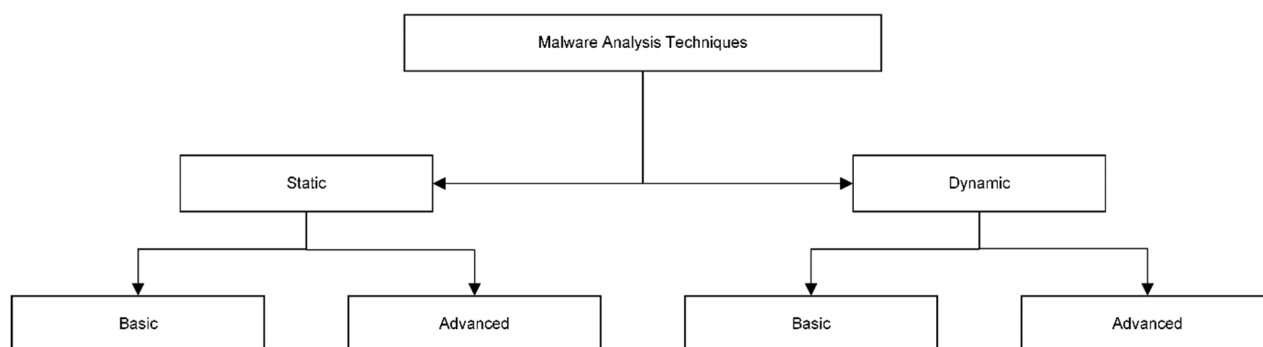 Malware Analysis Techniques
Static
Dynamic
Basic
Advanced
Basic
Advanced